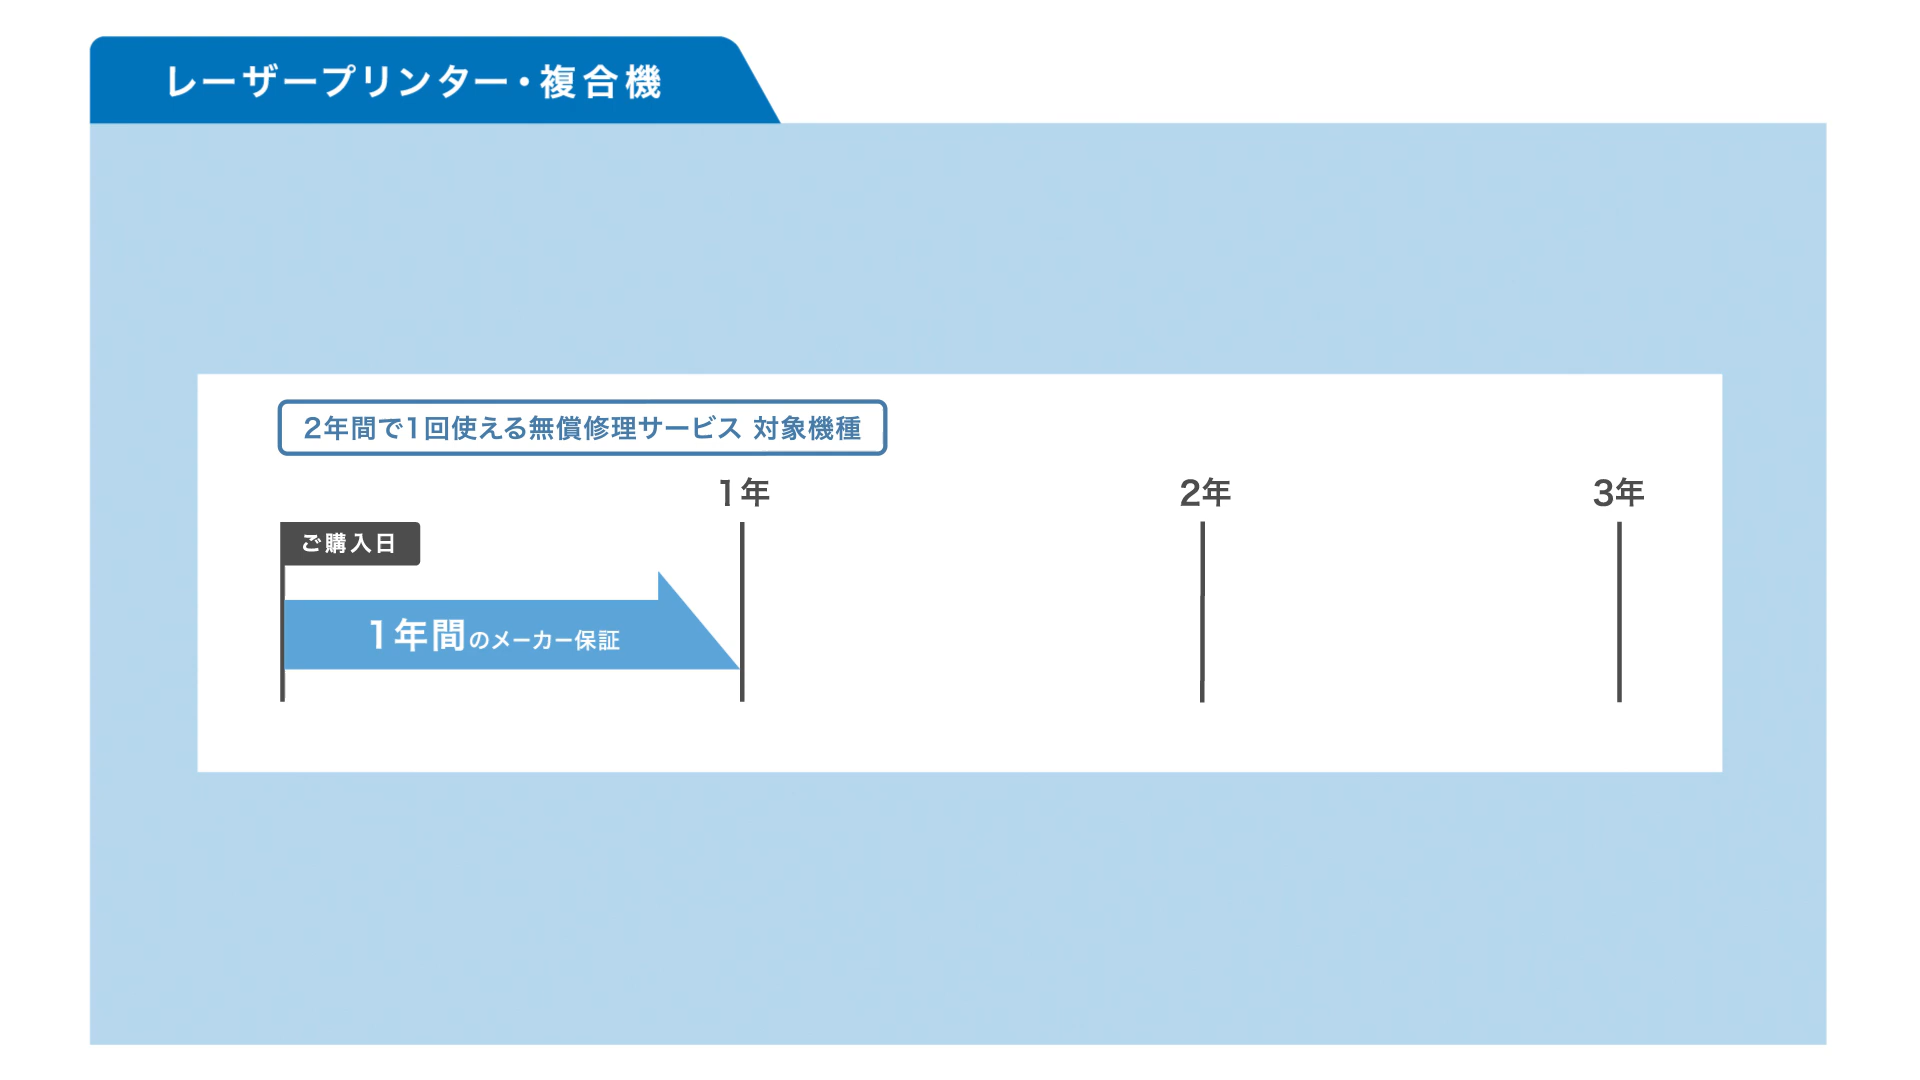 レーザープリンター・複合機
2年間で1回使える無償修理サービス 対象機種
1年
2年
3年
ご購入日
1年間のメーカー保証